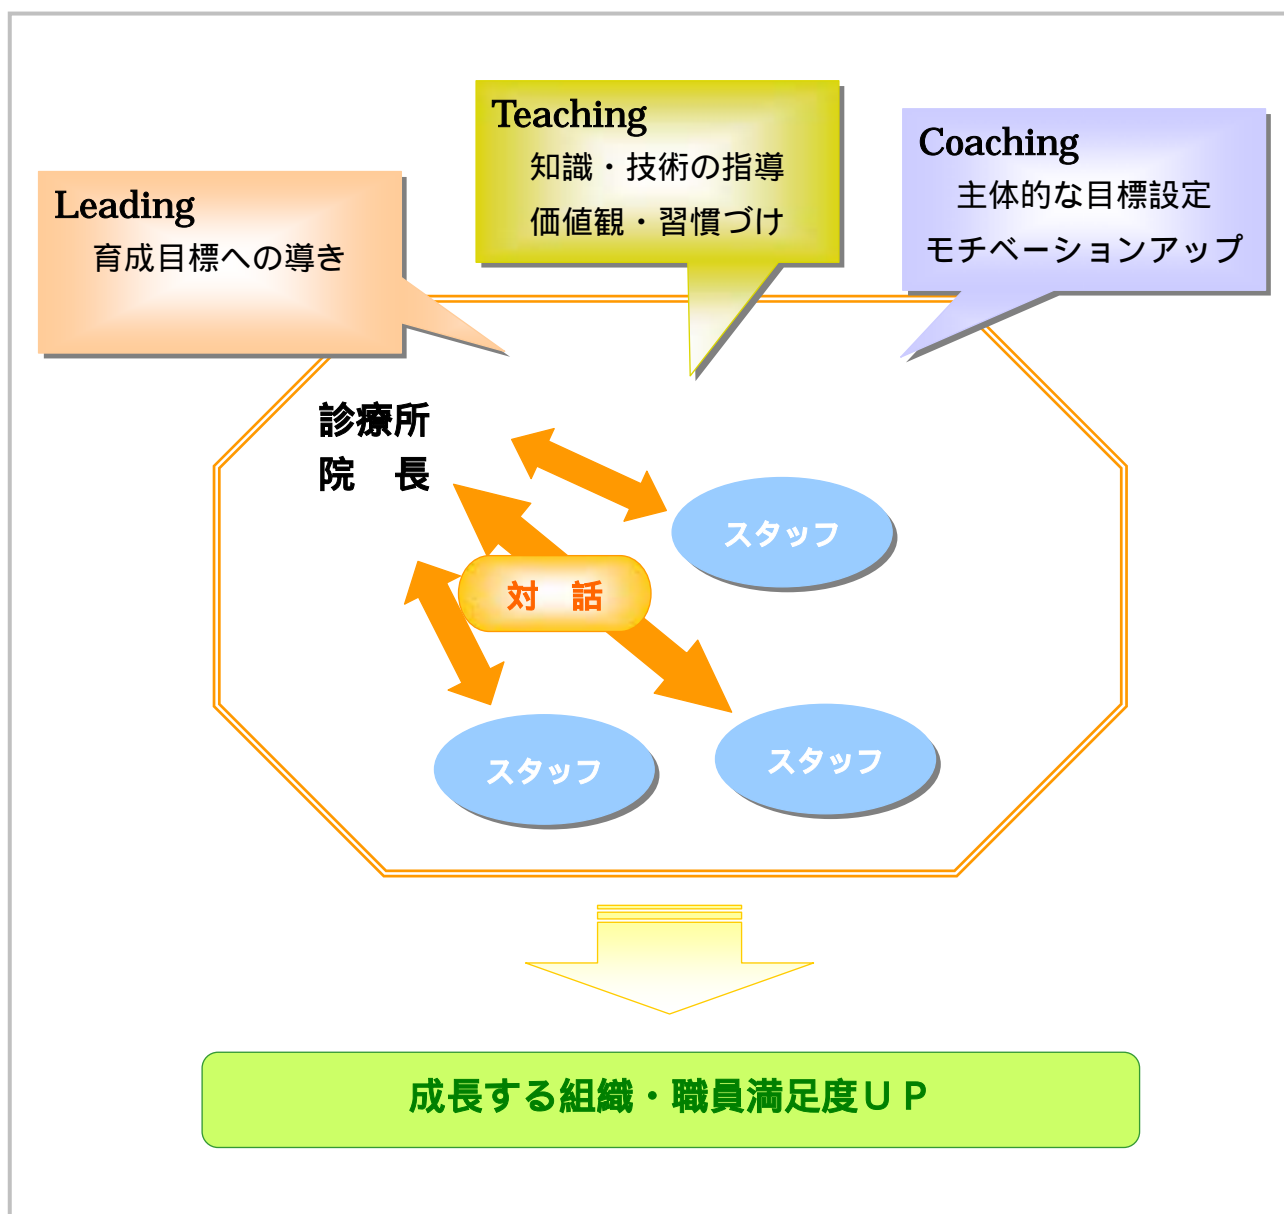 Leading
育成目標への導き
Teaching
知識・技術の指導
価値観・習慣づけ
Coaching
主体的な目標設定
モチベーションアップ
診療所
院　長
スタッフ
対　話
スタッフ
スタッフ
成長する組織・職員満足度ＵＰ